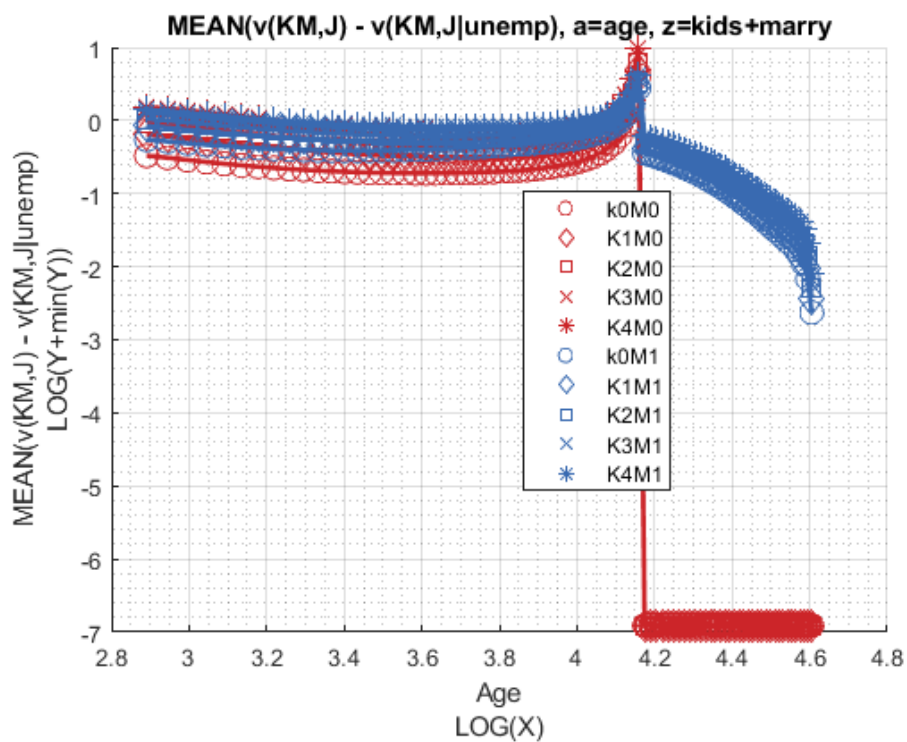 MEAN(v(KM,J) - v(KM,J|unemp), a=age, z=kids+marry
MEAN(v(KM,J) - v(KM,J|unemp)
LOG(Y+min(Y))
1
0
-1
-2
-3
-4
-5
-6
-7
k0M0
K1M0
K2M0
K3M0
K4M0
k0M1
K1M1
K2M1
K3M1
K4M1
2.8 3 3.2 3.4 3.6 3.8 4 4.2 4.4 4.6 4.8
Age
LOG(X)